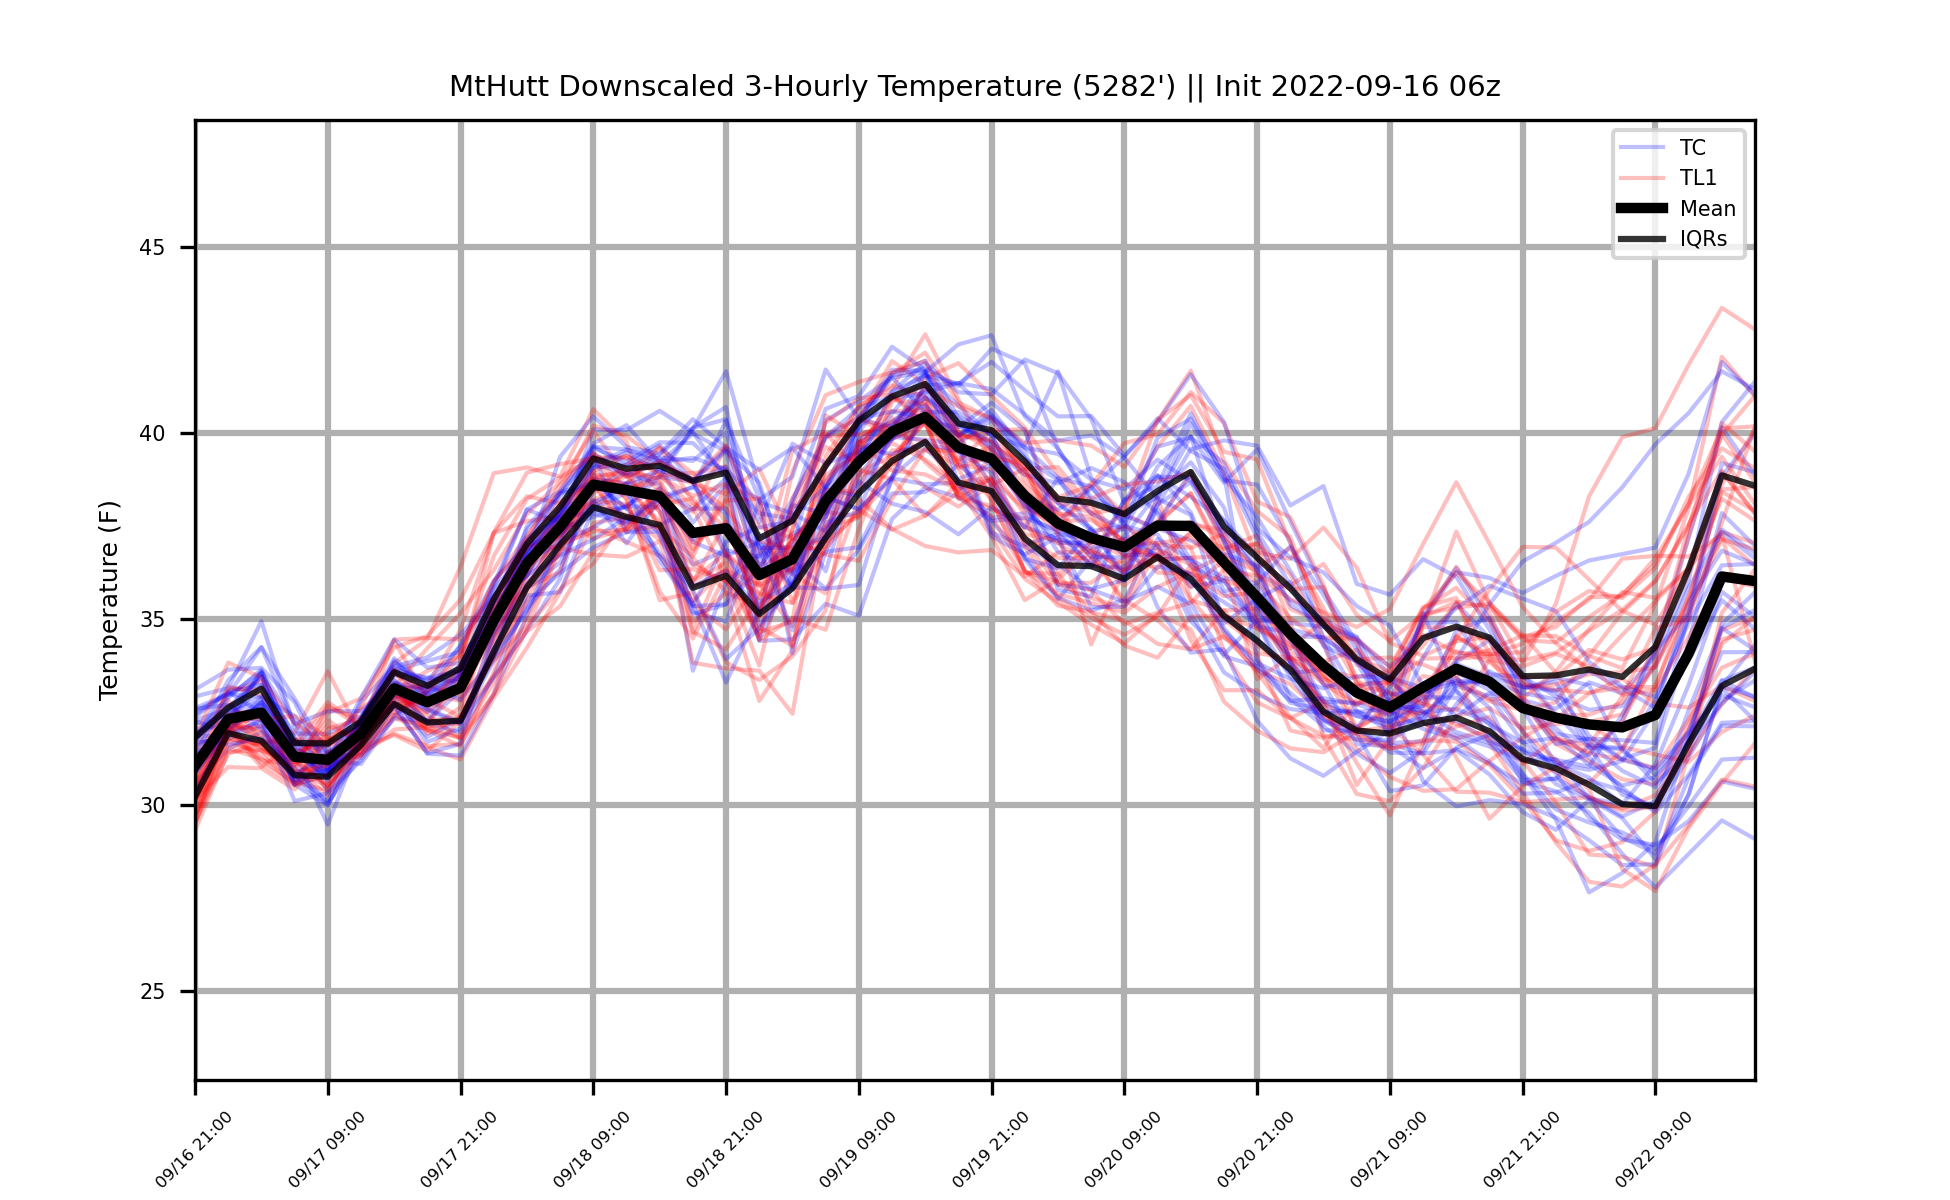 MtHutt Downscaled 3-Hourly Temperature (5282') || Init 2022-09-16 06z
TC
TL1
Mean
IQRs
Temperature (F)
45
40
35
30
25
09/16 21:00
09/17 09:00
09/17 21:00
09/18 09:00
09/18 21:00
09/19 09:00
09/19 21:00
09/20 09:00
09/20 21:00
09/21 09:00
09/21 21:00
09/22 09:00